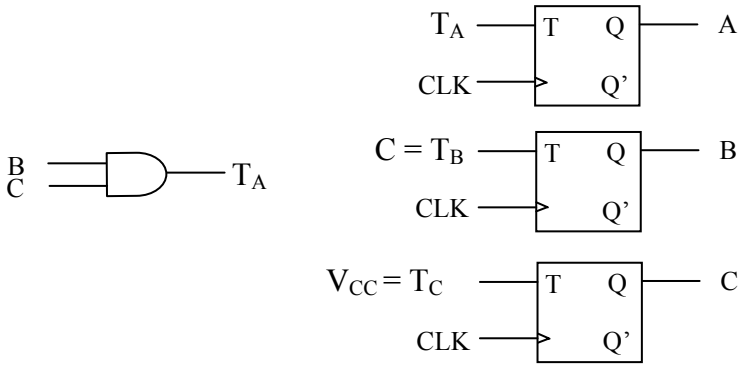 T_A T Q A
CLK Q’
B
C
T_A
C = T_B T Q B
CLK Q’
V_CC = T_C T Q C
CLK Q’